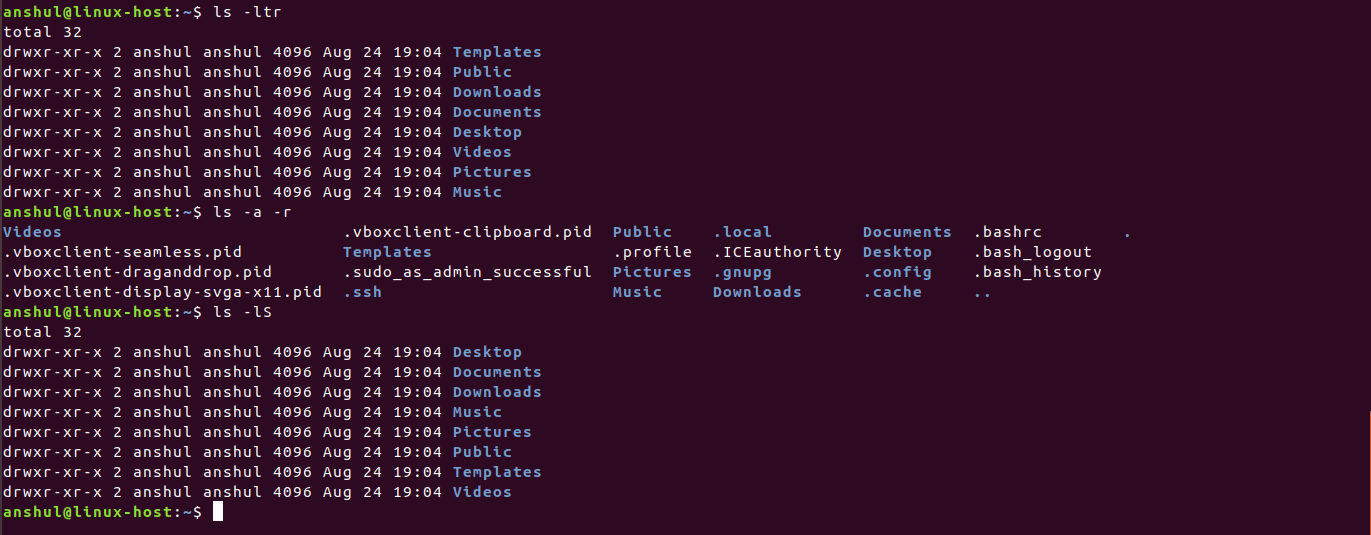 anshul@linux-host:~$ ls -ltr
total 32
drwxr-xr-x 2 anshul anshul 4096 Aug 24 19:04 Templates
drwxr-xr-x 2 anshul anshul 4096 Aug 24 19:04 Public
drwxr-xr-x 2 anshul anshul 4096 Aug 24 19:04 Downloads
drwxr-xr-x 2 anshul anshul 4096 Aug 24 19:04 Documents
drwxr-xr-x 2 anshul anshul 4096 Aug 24 19:04 Desktop
drwxr-xr-x 2 anshul anshul 4096 Aug 24 19:04 Videos
drwxr-xr-x 2 anshul anshul 4096 Aug 24 19:04 Pictures
drwxr-xr-x 2 anshul anshul 4096 Aug 24 19:04 Music
anshul@linux-host:~$ ls -a -r
Videos                            .vboxclient-clipboard.pid  Public    .local         Documents  .bashrc        .
.vboxclient-seamless.pid          Templates                  .profile  .ICEauthority  Desktop    .bash_logout
.vboxclient-draganddrop.pid       .sudo_as_admin_successful  Pictures  .gnupg         .config    .bash_history
.vboxclient-display-svga-x11.pid  .ssh                       Music     Downloads      .cache     ..
anshul@linux-host:~$ ls -lS
total 32
drwxr-xr-x 2 anshul anshul 4096 Aug 24 19:04 Desktop
drwxr-xr-x 2 anshul anshul 4096 Aug 24 19:04 Documents
drwxr-xr-x 2 anshul anshul 4096 Aug 24 19:04 Downloads
drwxr-xr-x 2 anshul anshul 4096 Aug 24 19:04 Music
drwxr-xr-x 2 anshul anshul 4096 Aug 24 19:04 Pictures
drwxr-xr-x 2 anshul anshul 4096 Aug 24 19:04 Public
drwxr-xr-x 2 anshul anshul 4096 Aug 24 19:04 Templates
drwxr-xr-x 2 anshul anshul 4096 Aug 24 19:04 Videos
anshul@linux-host:~$